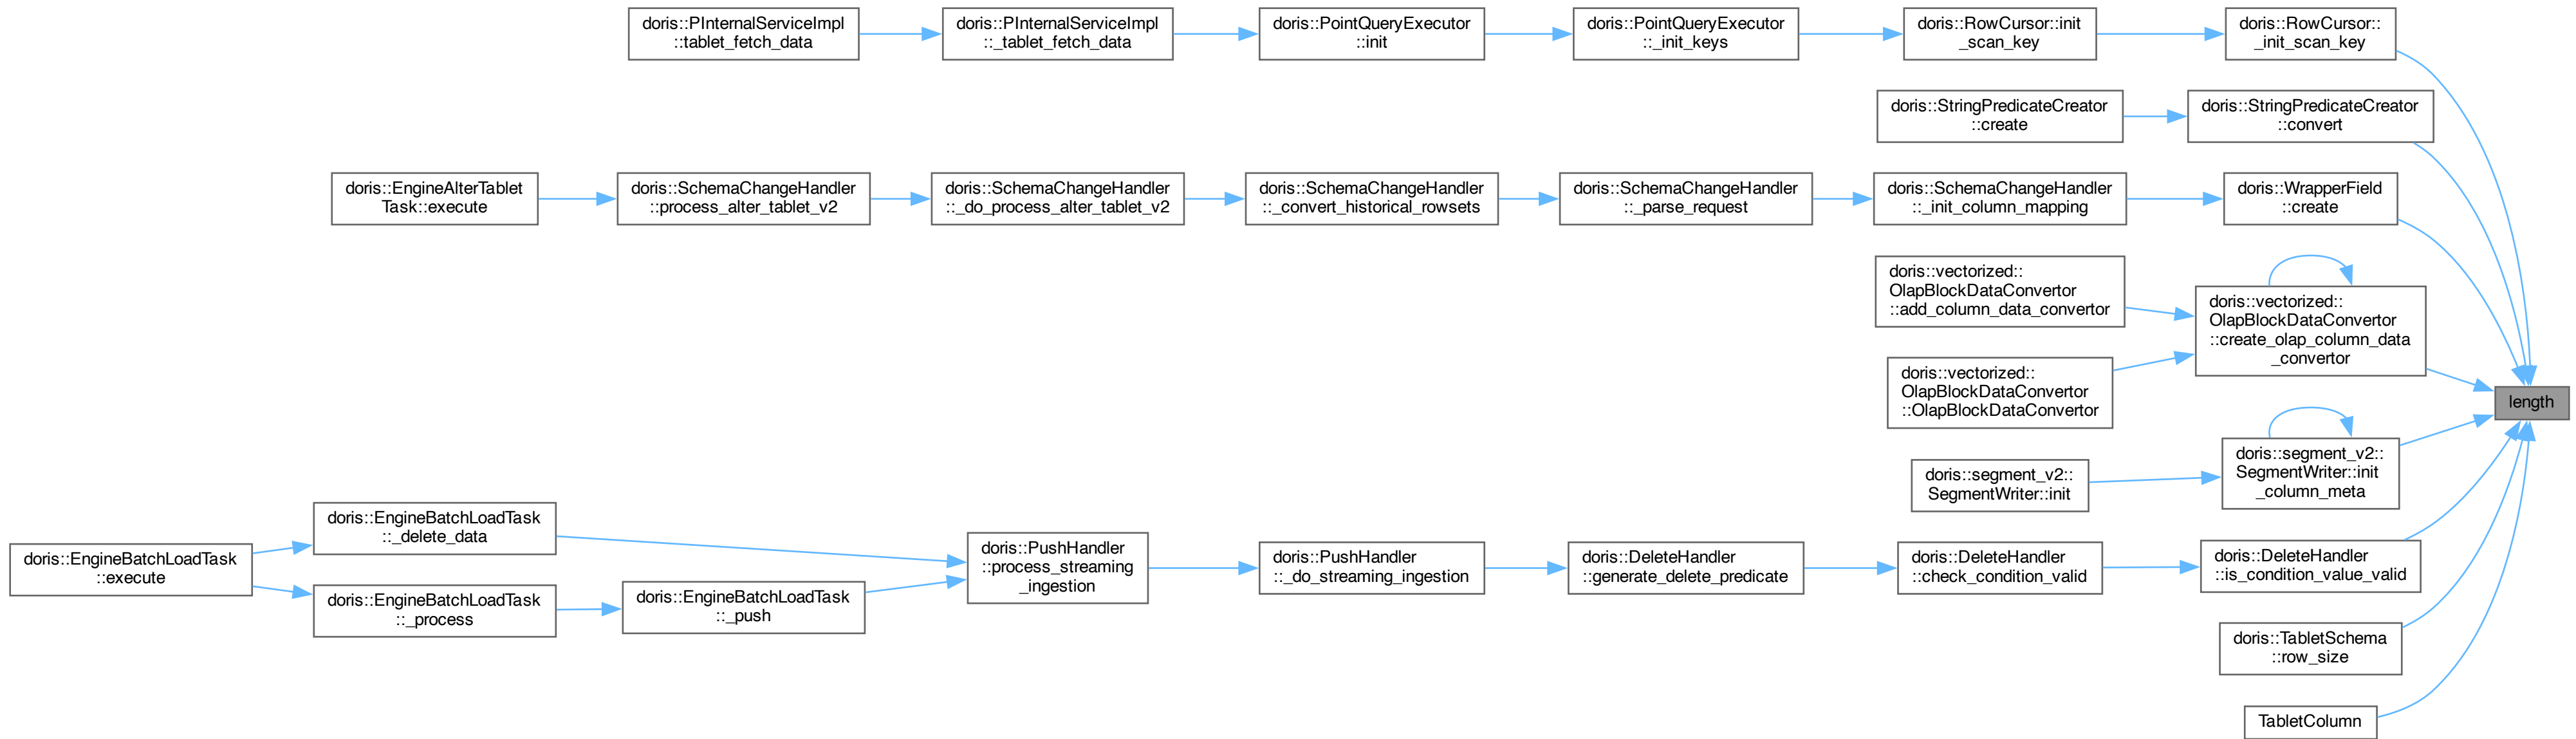 doris::PInternalServiceImpl
::tablet_fetch_data
doris::PInternalServiceImpl
::_tablet_fetch_data
doris::PointQueryExecutor
::init
doris::PointQueryExecutor
::_init_keys
doris::RowCursor::init
_scan_key
doris::RowCursor::
_init_scan_key
doris::StringPredicateCreator
::create
doris::StringPredicateCreator
::convert
doris::EngineAlterTablet
Task::execute
doris::SchemaChangeHandler
::process_alter_tablet_v2
doris::SchemaChangeHandler
::_do_process_alter_tablet_v2
doris::SchemaChangeHandler
::_convert_historical_rowsets
doris::SchemaChangeHandler
::_parse_request
doris::SchemaChangeHandler
::_init_column_mapping
doris::WrapperField
::create
doris::vectorized::
OlapBlockDataConvertor
::add_column_data_convertor
doris::vectorized::
OlapBlockDataConvertor
::create_olap_column_data
_convertor
doris::vectorized::
OlapBlockDataConvertor
::OlapBlockDataConvertor
length
doris::segment_v2::
SegmentWriter::init
doris::segment_v2::
SegmentWriter::init
_column_meta
doris::EngineBatchLoadTask
::execute
doris::EngineBatchLoadTask
::_delete_data
doris::EngineBatchLoadTask
::_process
doris::EngineBatchLoadTask
::_push
doris::PushHandler
::process_streaming
_ingestion
doris::PushHandler
::_do_streaming_ingestion
doris::DeleteHandler
::generate_delete_predicate
doris::DeleteHandler
::check_condition_valid
doris::DeleteHandler
::is_condition_value_valid
doris::TabletSchema
::row_size
TabletColumn